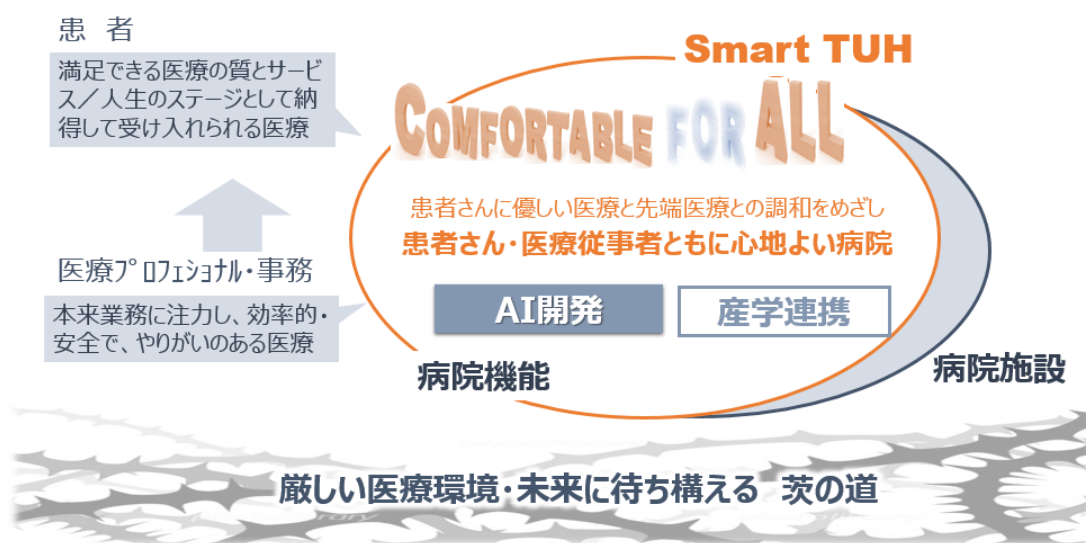 患者
満足できる医療の質とサービ
ス／人生のステージとして納
得して受け入れられる医療
医療プロフェショナル・事務
本来業務に注力し、効率的・
安全で、やりがいのある医療
Smart TUH
COMFORTABLE FOR ALL
患者さんに優しい医療と先端医療との調和をめざし
患者さん・医療従事者ともに心地よい病院
AI開発
産学連携
病院機能
病院施設
厳しい医療環境・未来に待ち構える 茨の道